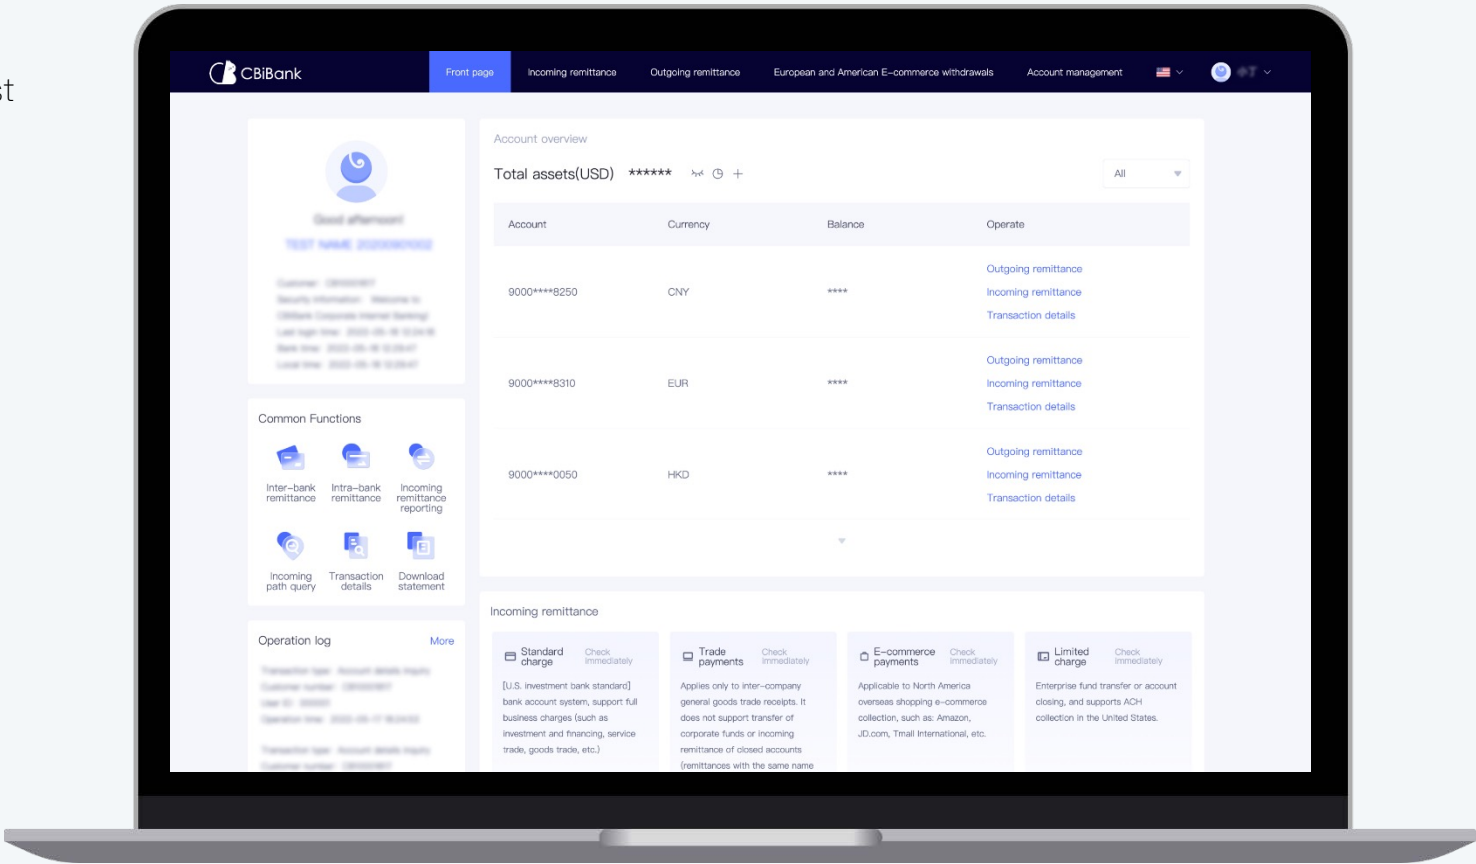 st
CBiBank
Front page
Incoming remittance
Outgoing remittance
European and American E-commerce withdrawals
Account management
Good afternoon!
TEST NAME 20200901002
Account overview
Total assets(USD) ******
All
Account Currency Balance Operate
9000****8250 CNY ****
Outgoing remittance
Incoming remittance
Transaction details
9000****8310 EUR ****
Outgoing remittance
Incoming remittance
Transaction details
9000****0050 HKD ****
Outgoing remittance
Incoming remittance
Transaction details
Common Functions
Inter-bank
remittance
Intra-bank
remittance
Incoming
remittance
reporting
Incoming
path query
Transaction
details
Download
statement
Operation log
More
Incoming remittance
Standard
charge
Check
Immediately
[U.S. investment bank standard]
bank account system, support full
business charges (such as
investment and financing, service
trade, goods trade, etc.)
Trade
payments
Check
Immediately
Applies only to inter-company
general goods trade receipts. It
does not support transfer of
corporate funds or incoming
remittance of closed accounts
(remittances with the same name
E-commerce
payments
Check
Immediately
Applicable to North America
overseas shopping e-commerce
collection, such as: Amazon,
JD.com, Tmall International, etc.
Limited
charge
Check
Immediately
Enterprise fund transfer or account
closing, and supports ACH
collection in the United States.